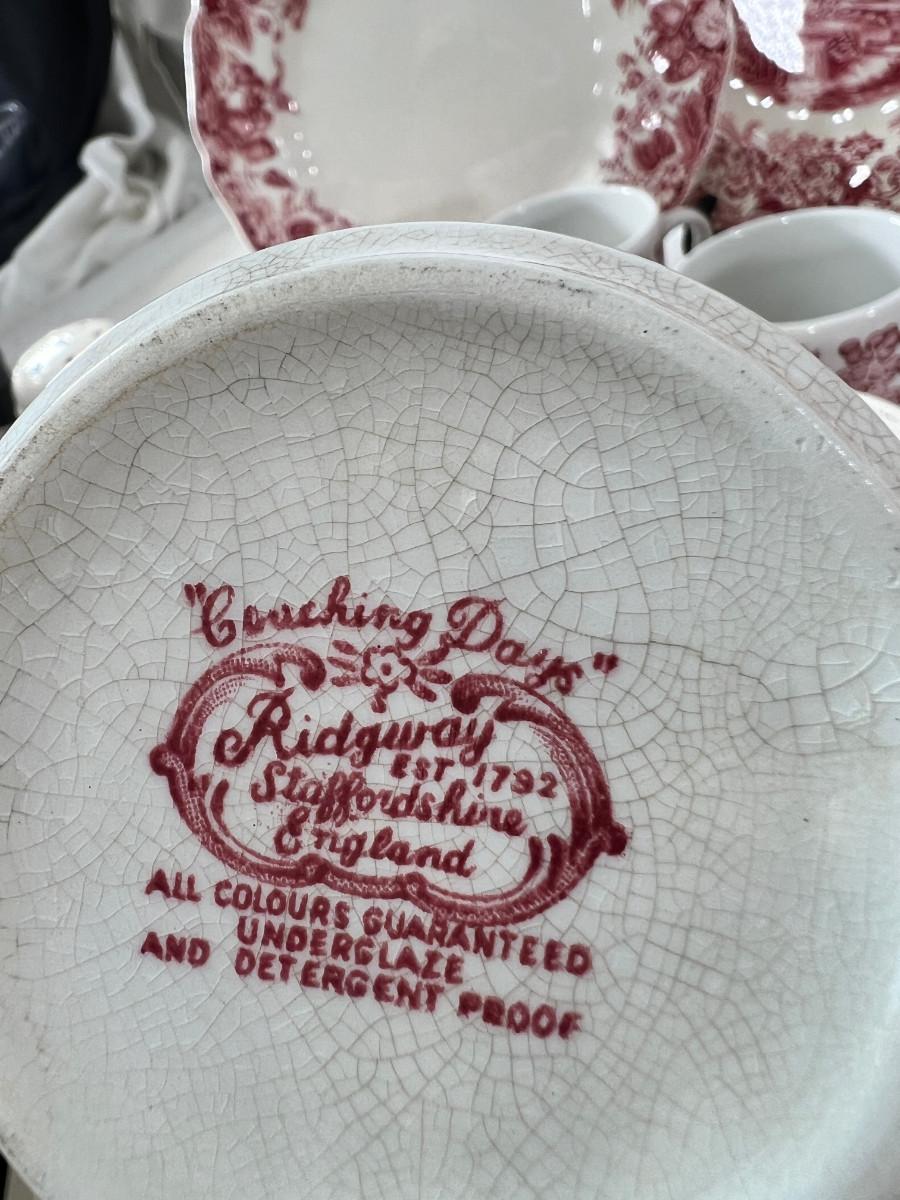 "Coaching Days"
Ridgway
EST 1792
Staffordshire
England
ALL COLOURS GUARANTEED
UNDERGLAZE
AND DETERGENT PROOF